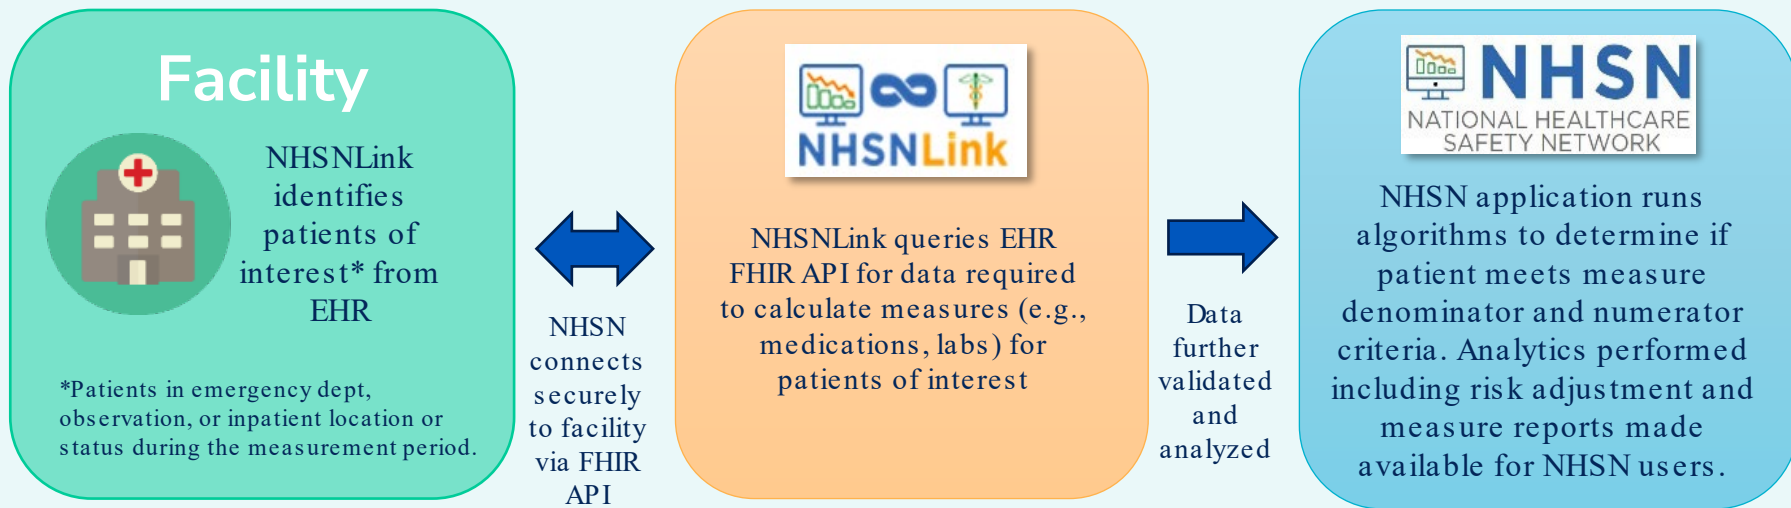 Facility
NHSNLink
identifies
patients of
interest* from
EHR
*Patients in emergency dept,
observation, or inpatient location or
status during the measurement period.
NHSN
connects
securely
to facility
via FHIR
API
NHSNLink
NHSNLink queries EHR
FHIR API for data required
to calculate measures (e.g.,
medications, labs) for
patients of interest
Data
further
validated
and
analyzed
NHSN
NATIONAL HEALTHCARE
SAFETY NETWORK
NHSN application runs
algorithms to determine if
patient meets measure
denominator and numerator
criteria. Analytics performed
including risk adjustment and
measure reports made
available for NHSN users.